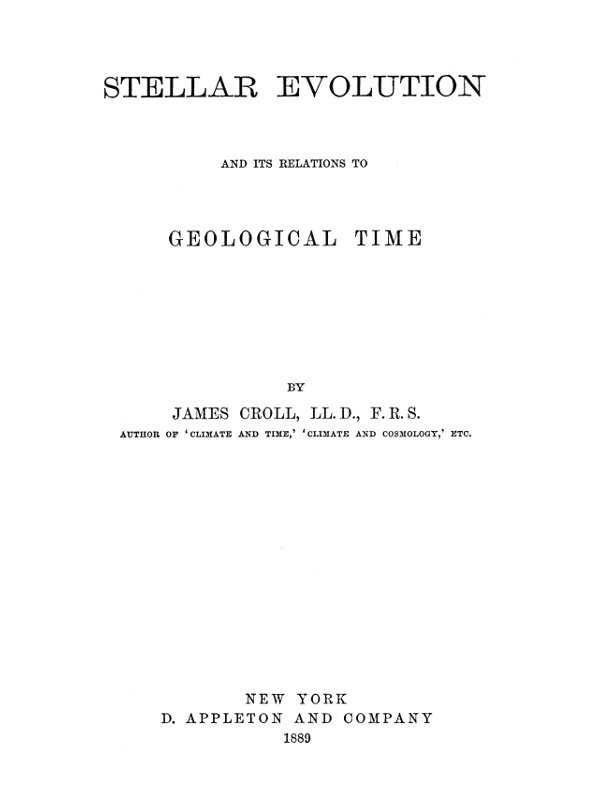 STELLAR EVOLUTION
AND ITS RELATIONS TO
GEOLOGICAL TIME
BY
JAMES CROLL, LL. D., F. R. S.
AUTHOR OF ‘CLIMATE AND TIME,’ ‘CLIMATE AND COSMOLOGY,’ ETC.
NEW YORK
D. APPLETON AND COMPANY
1889